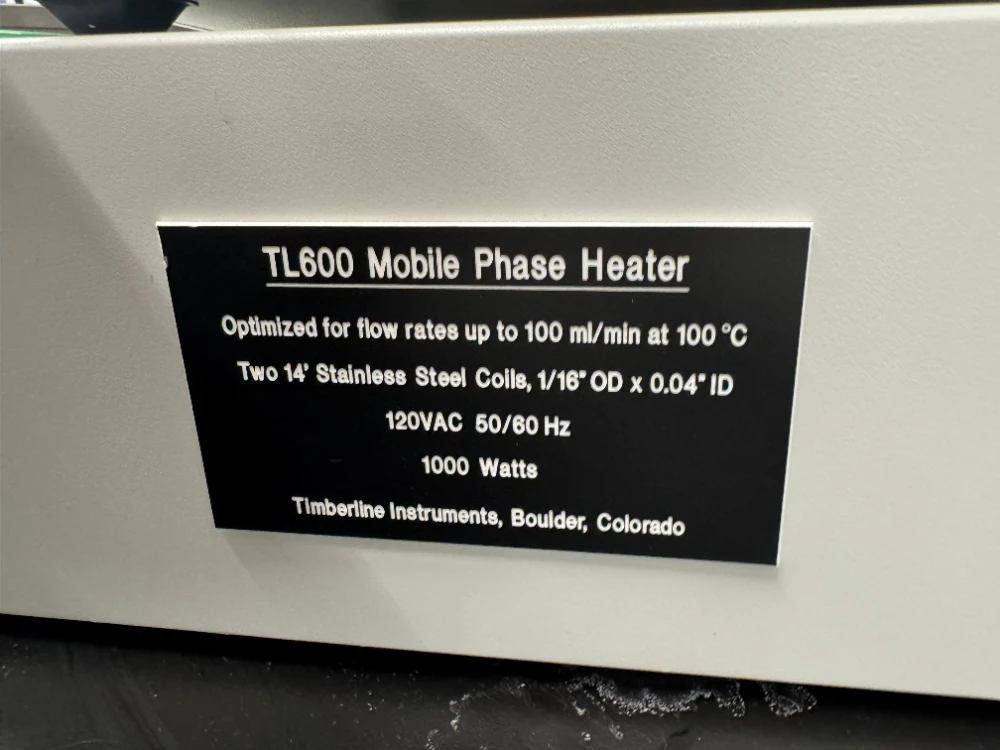 TL600 Mobile Phase Heater
Optimized for flow rates up to 100 ml/min at 100 °C
Two 14' Stainless Steel Coils, 1/16" OD x 0.04" ID
120VAC 50/60 Hz
1000 Watts
Timberline Instruments, Boulder, Colorado